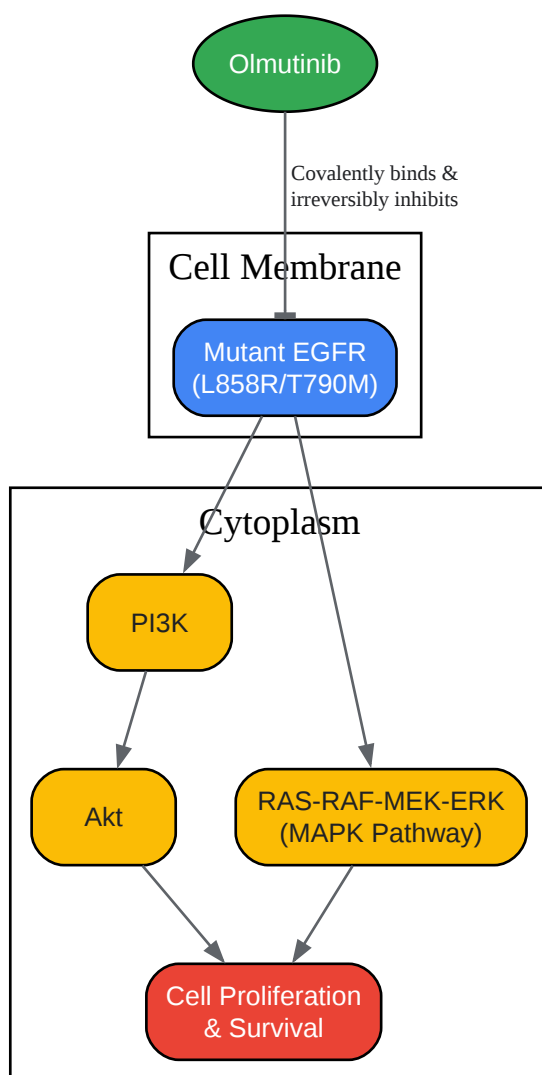 Olmutinib
Covalently binds &
irreversibly inhibits
Cell Membrane
Mutant EGFR
(L858R/T790M)
Cytoplasm
PI3K
Akt
RAS-RAF-MEK-ERK
(MAPK Pathway)
Cell Proliferation
& Survival